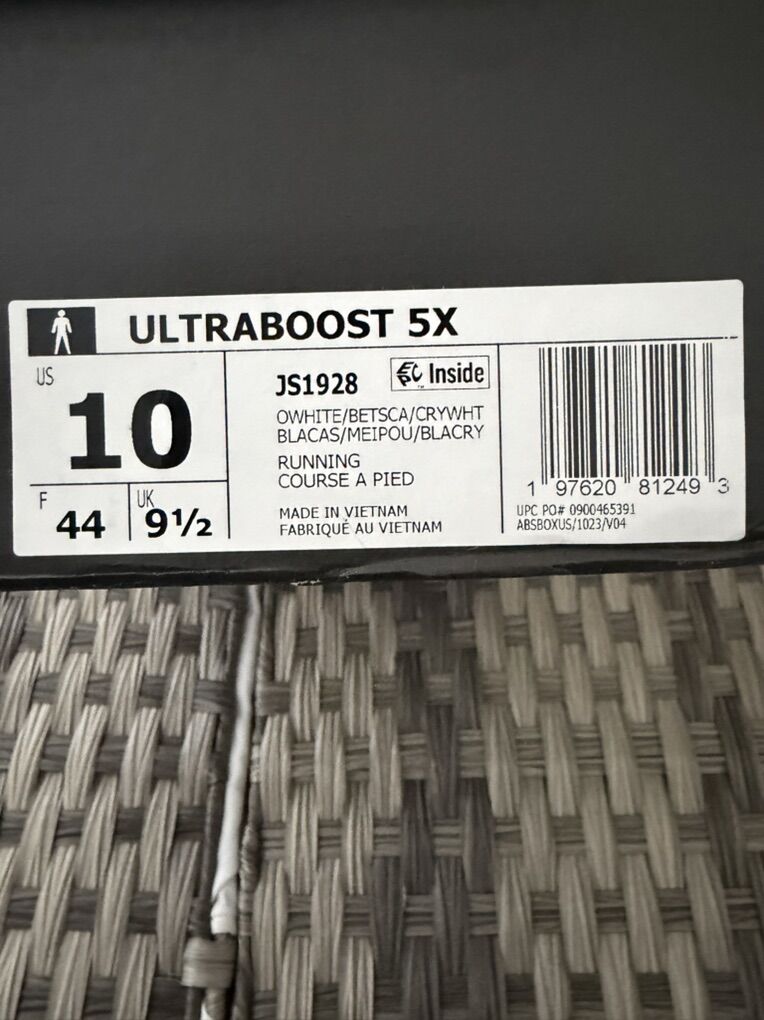 ULTRABOOST 5X
US
10
F
44
UK
9½
JS1928
Inside
OWHITE/BETSCA/CRYWHT
BLACAS/MEIPOU/BLACRY
RUNNING
COURSE A PIED
MADE IN VIETNAM
FABRIQUÉ AU VIETNAM
1 97620 81249 3
UPC PO# 0900465391
ABSBOXUS/1023/V04